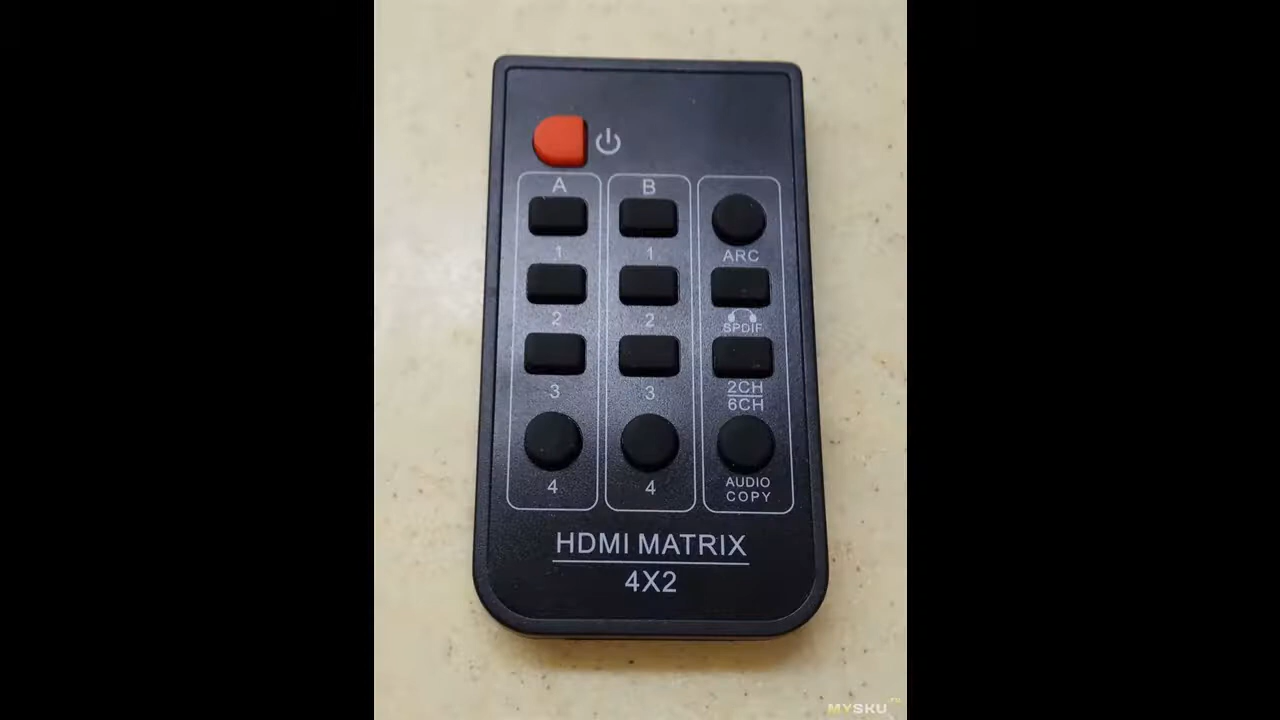 A B
1 1 ARC
2 2 SPDIF
3 3 2CH
6CH
4 4 AUDIO
COPY
HDMI MATRIX
4X2
MYSKU